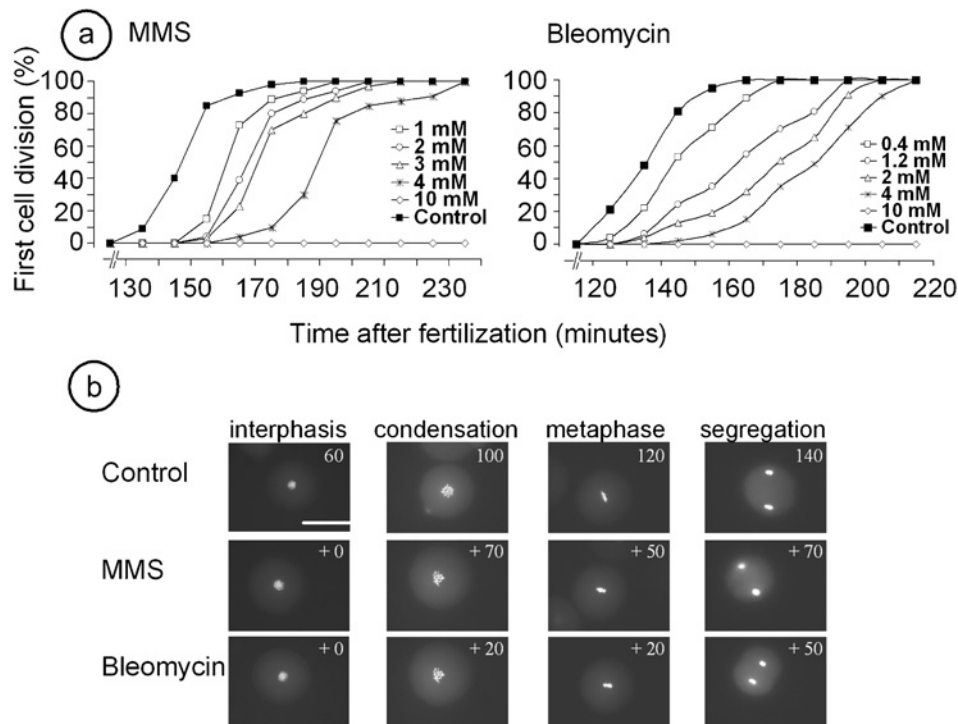 a
MMS
Bleomycin
First cell division (%)
100
80
60
40
20
0
1 mM
2 mM
3 mM
4 mM
10 mM
Control
130 150 170 190 210 230
100
80
60
40
20
0
0.4 mM
1.2 mM
2 mM
4 mM
10 mM
Control
120 140 160 180 200 220
Time after fertilization (minutes)
b
interphasis condensation metaphase segregation
Control
60 100 120 140
MMS
+ 0 + 70 + 50 + 70
Bleomycin
+ 0 + 20 + 20 + 50